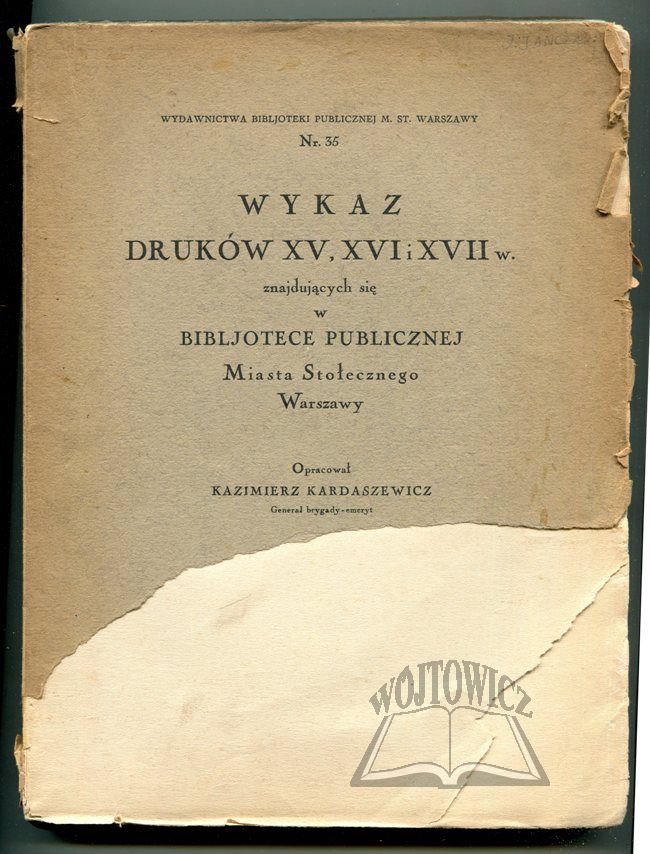 WYDAWNICTWA BIBLJOTEKI PUBLICZNEJ M. ST. WARSZAWY
Nr. 35
WYKAZ
DRUKÓW XV, XVI i XVII w.
znajdujących się
w
BIBLJOTECE PUBLICZNEJ
Miasta Stołecznego
Warszawy
Opracował
KAZIMIERZ KARDASZEWICZ
Generał brygady-emeryt
WÓJTOWICZ